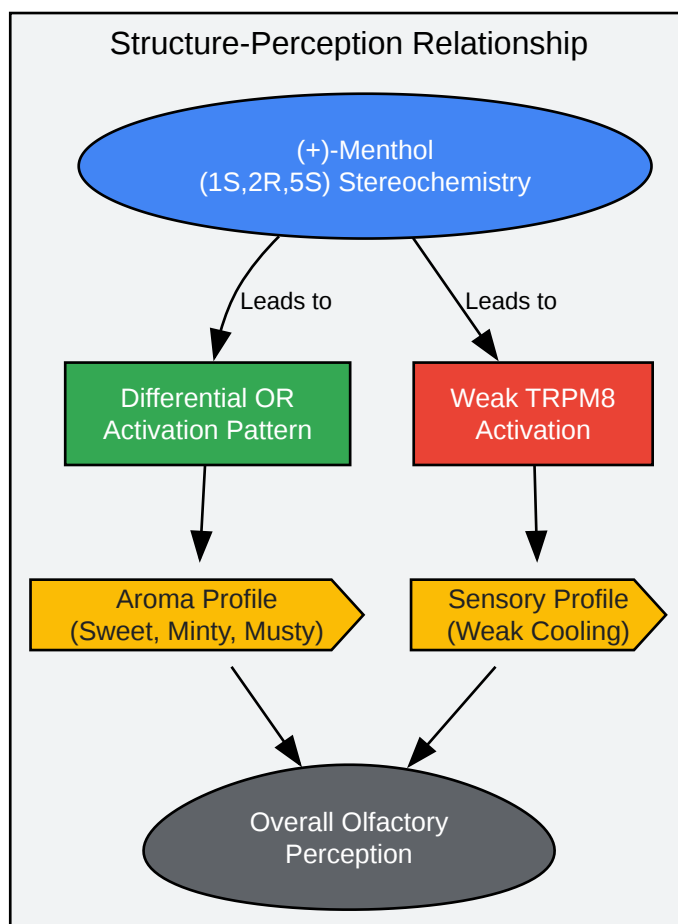 Structure-Perception Relationship
(+)-Menthol
(1S,2R,5S) Stereochemistry
Leads to
Leads to
Differential OR
Activation Pattern
Weak TRPM8
Activation
Aroma Profile
(Sweet, Minty, Musty)
Sensory Profile
(Weak Cooling)
Overall Olfactory
Perception